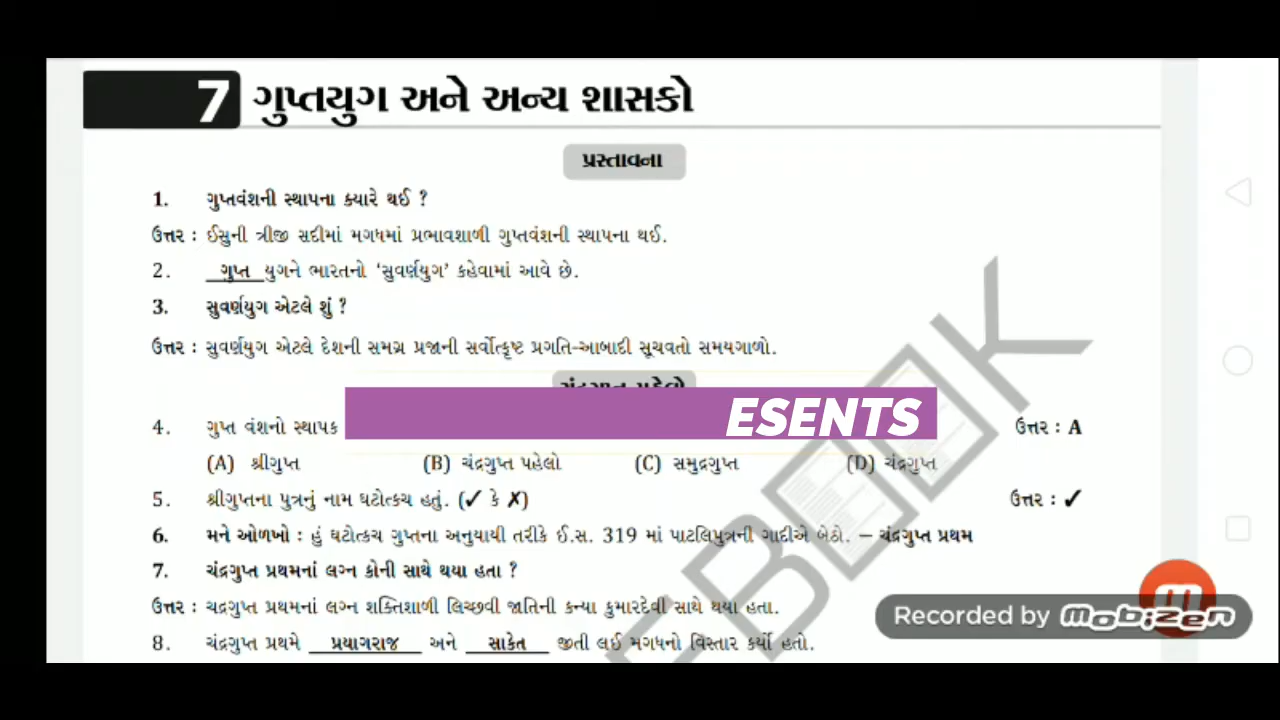 7 ગુપ્તયુગ અને અન્ય શાસકો
પ્રસ્તાવના
1. ગુપ્તવંશની સ્થાપના ક્યારે થઈ ?
ઉત્તર : ઈસુની ત્રીજી સદીમાં મગધમાં પ્રભાવશાળી ગુપ્તવંશની સ્થાપના થઈ.
2. ગુપ્ત યુગને ભારતનો ‘સુવર્ણયુગ’ કહેવામાં આવે છે.
3. સુવર્ણયુગ એટલે શું ?
ઉત્તર : સુવર્ણયુગ એટલે દેશની સમગ્ર પ્રજાની સર્વોત્કૃષ્ટ પ્રગતિ-આબાદી સૂચવતો સમયગાળો.
ESENTS
4. ગુપ્ત વંશનો સ્થાપક ઉત્તર : A
(A) શ્રીગુપ્ત (B) ચંદ્રગુપ્ત પહેલો (C) સમુદ્રગુપ્ત (D) ચંદ્રગુપ્ત
5. શ્રીગુપ્તના પુત્રનું નામ ઘટોત્કચ હતું. (✓ કે ✗) ઉત્તર : ✓
6. મને ઓળખો : હું ઘટોત્કચ ગુપ્તના અનુયાયી તરીકે ઈ.સ. 319 માં પાટલિપુત્રની ગાદીએ બેઠો. – ચંદ્રગુપ્ત પ્રથમ
7. ચંદ્રગુપ્ત પ્રથમનાં લગ્ન કોની સાથે થયા હતા ?
ઉત્તર : ચદ્રગુપ્ત પ્રથમનાં લગ્ન શક્તિશાળી લિચ્છવી જાતિની કન્યા કુમારદેવી સાથે થયા હતા.
8. ચંદ્રગુપ્ત પ્રથમે પ્રયાગરાજ અને સાકેત જીતી લઈ મગધનો વિસ્તાર કર્યો હતો.
Recorded by mobizen